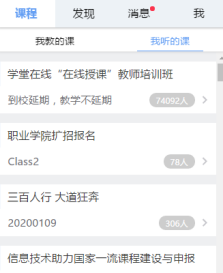 课程 发现 消息 我
我教的课 我听的课
学堂在线“在线授课”教师培训班
到校延期，教学不延期 74092人
职业学院扩招报名
Class2 78人
三百人行 大道狂奔
20200109 306人
信息技术助力国家一流课程建设与申报